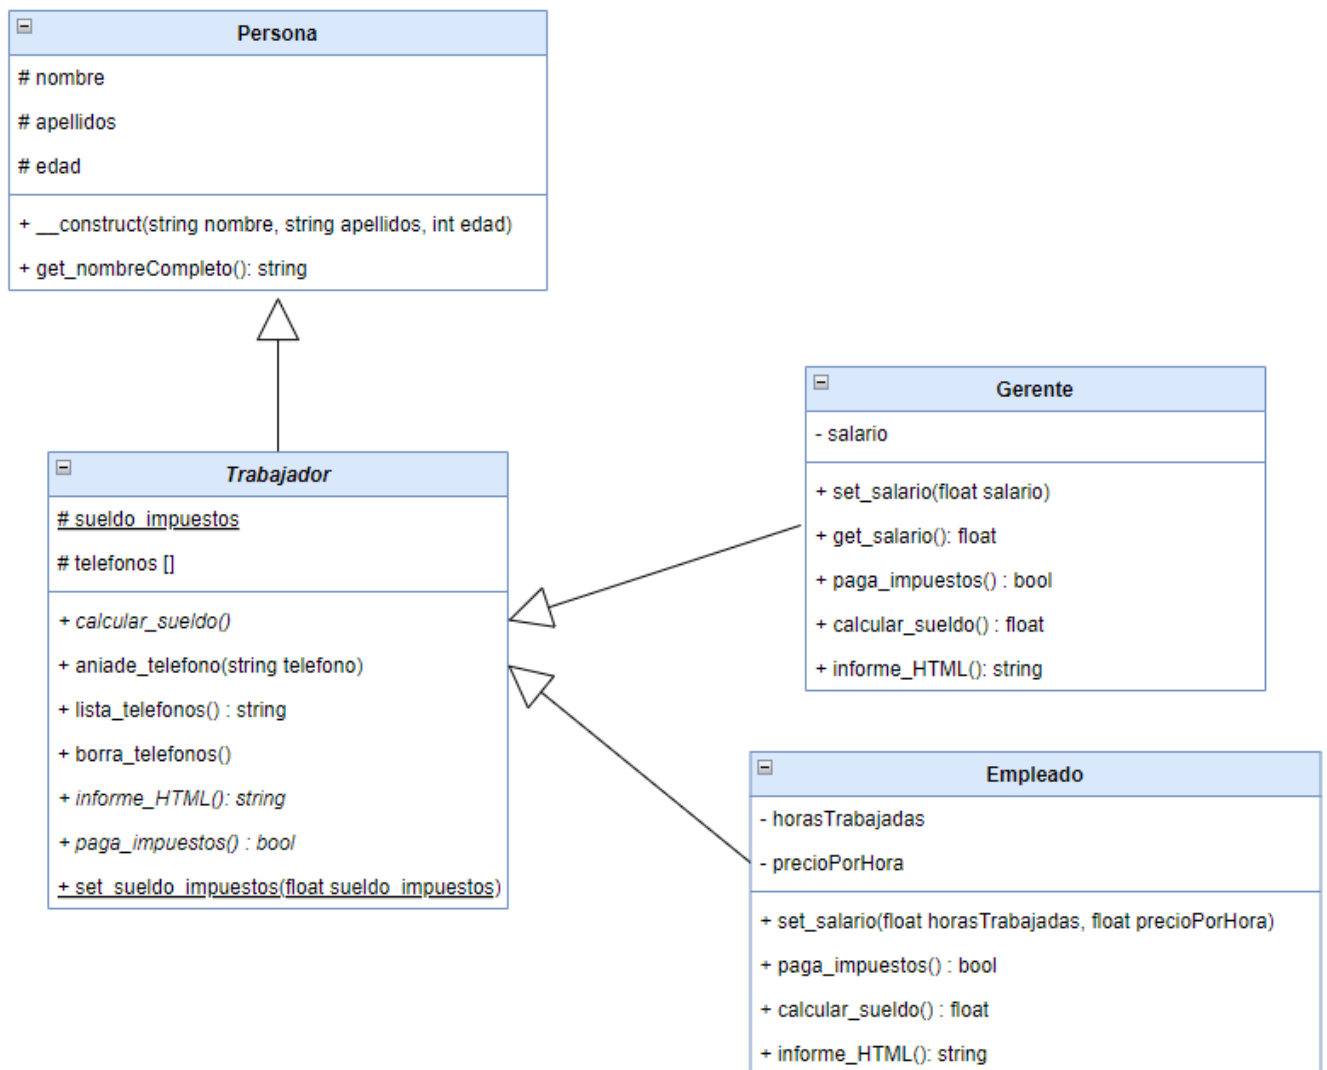 Persona
# nombre
# apellidos
# edad
+ __construct(string nombre, string apellidos, int edad)
+ get_nombreCompleto(): string
Trabajador
# sueldo_impuestos
# telefonos []
+ calcular_sueldo()
+ aniade_telefono(string telefono)
+ lista_telefonos() : string
+ borra_telefonos()
+ informe_HTML(): string
+ paga_impuestos() : bool
+ set_sueldo_impuestos(float sueldo_impuestos)
Gerente
- salario
+ set_salario(float salario)
+ get_salario(): float
+ paga_impuestos() : bool
+ calcular_sueldo() : float
+ informe_HTML(): string
Empleado
- horasTrabajadas
- precioPorHora
+ set_salario(float horasTrabajadas, float precioPorHora)
+ paga_impuestos() : bool
+ calcular_sueldo() : float
+ informe_HTML(): string